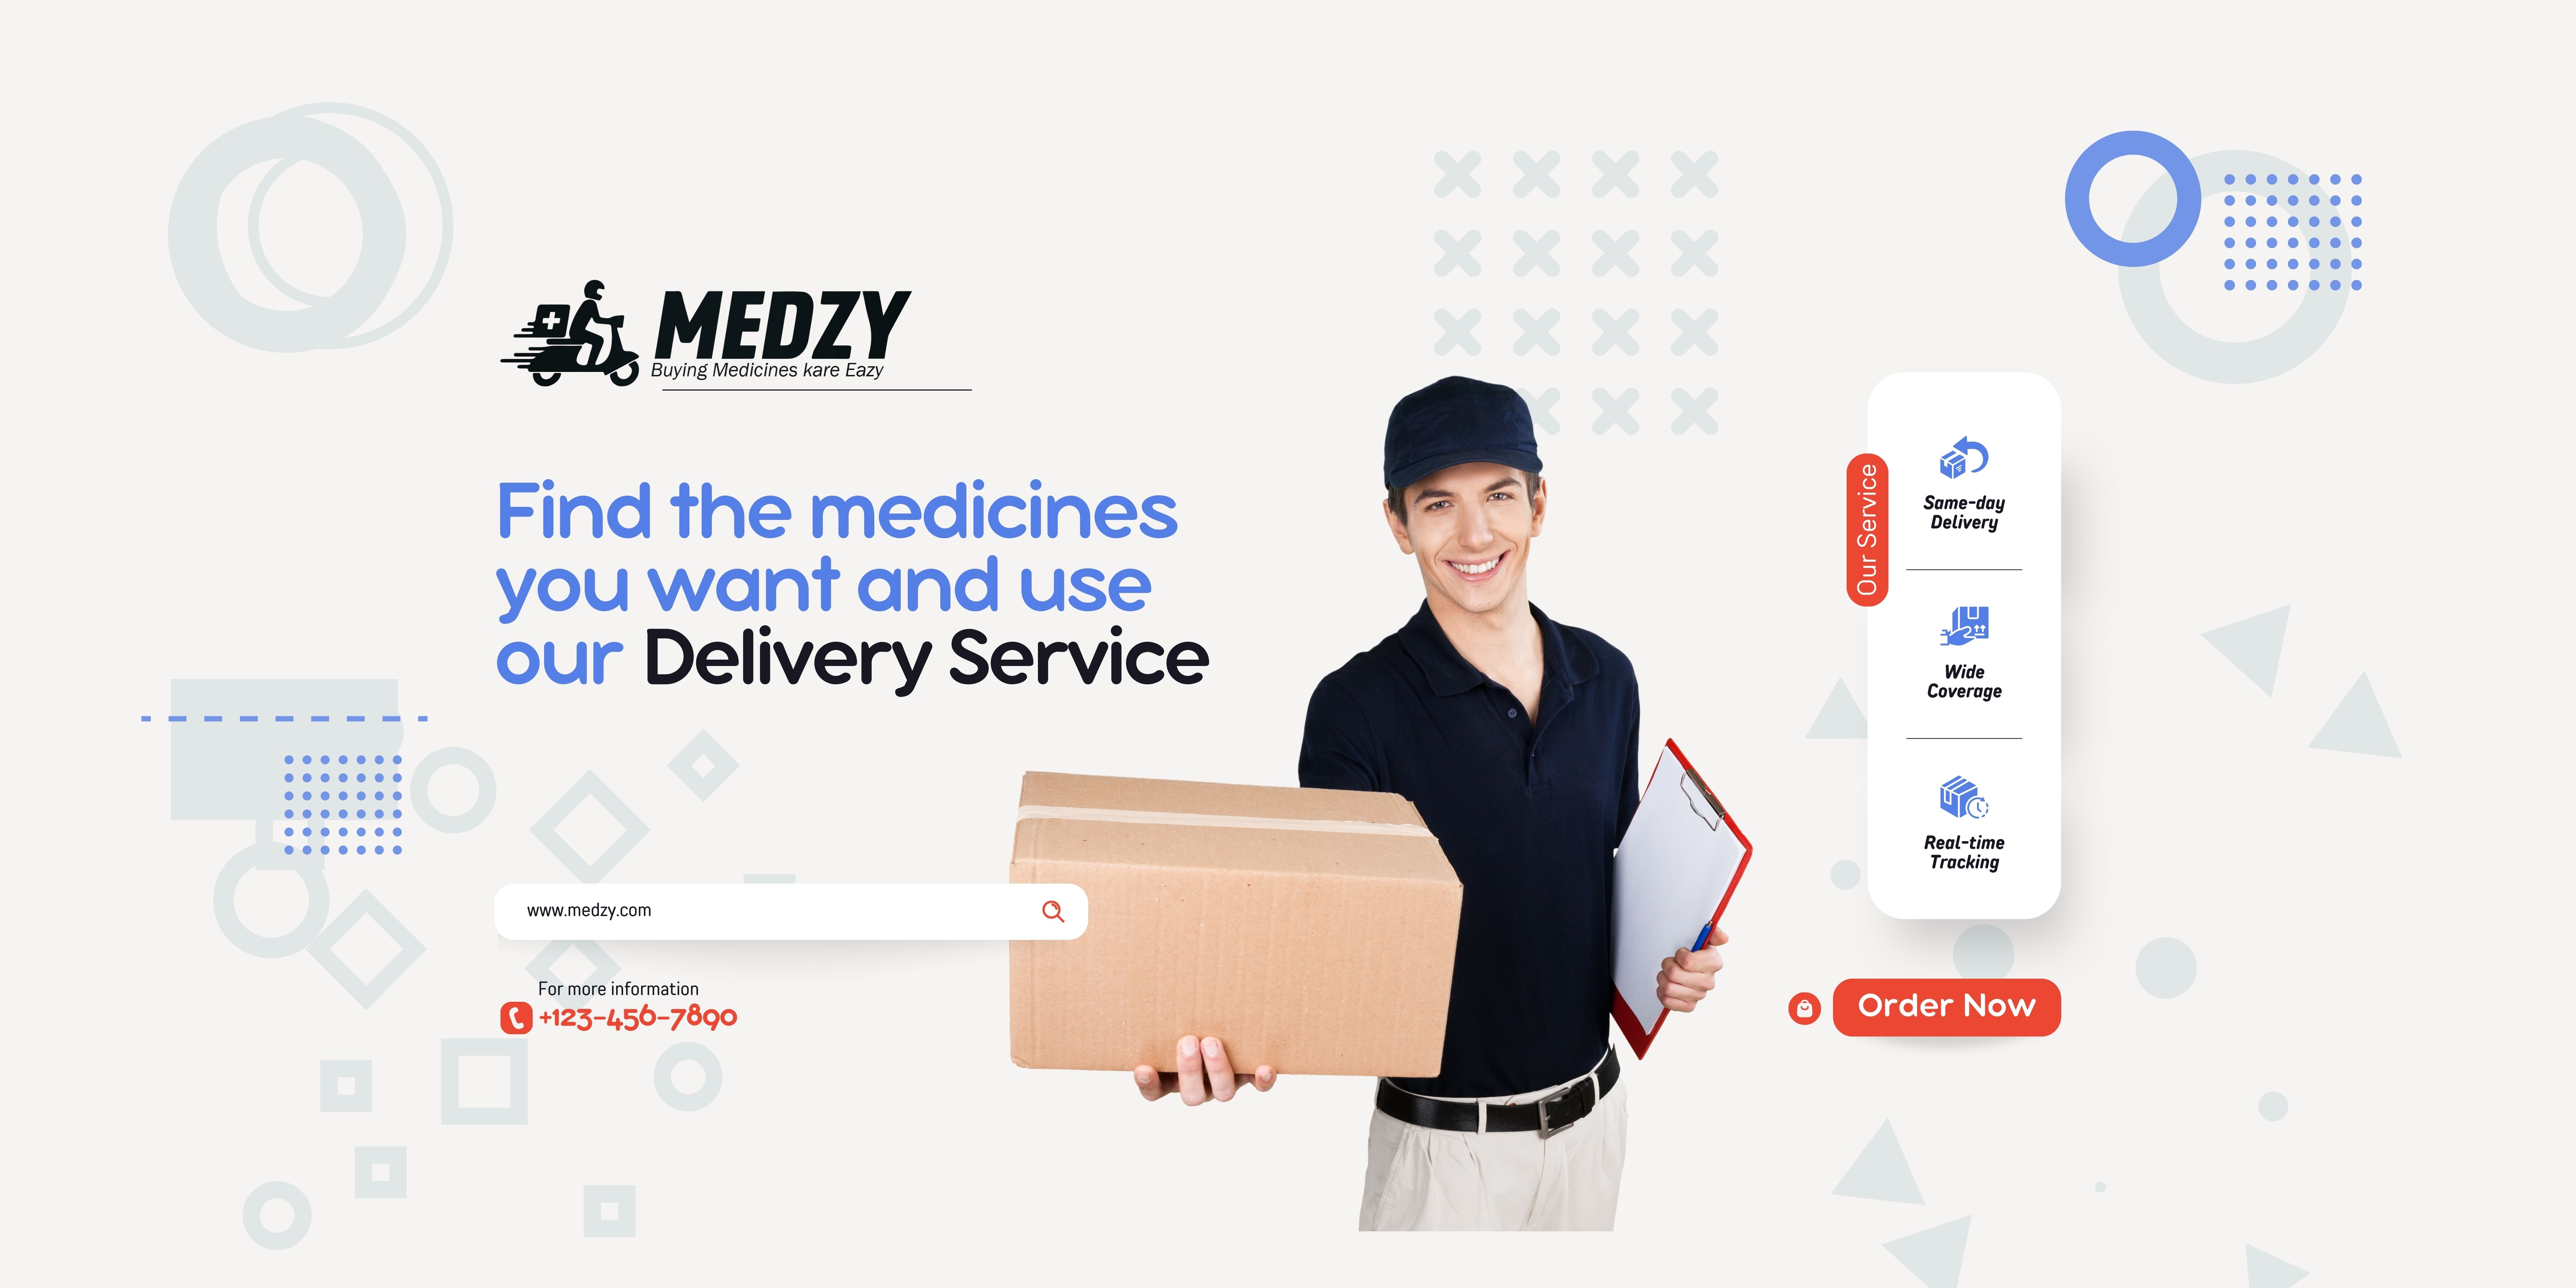 MEDZY
Buying Medicines kare Eazy
Find the medicines
you want and use
our Delivery Service
www.medzy.com
For more information
+123-456-7890
Our Service
Same-day
Delivery
Wide
Coverage
Real-time
Tracking
Order Now